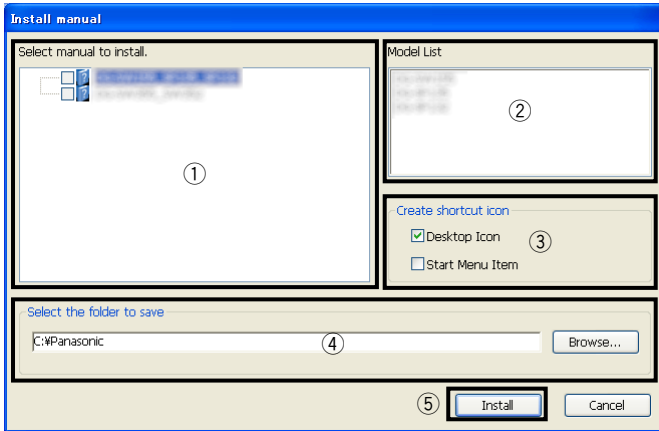 Install manual
Select manual to install.
Model List
①
②
Create shortcut icon
Desktop Icon
③
Start Menu Item
Select the folder to save
C:¥Panasonic
④
Browse...
⑤
Install
Cancel